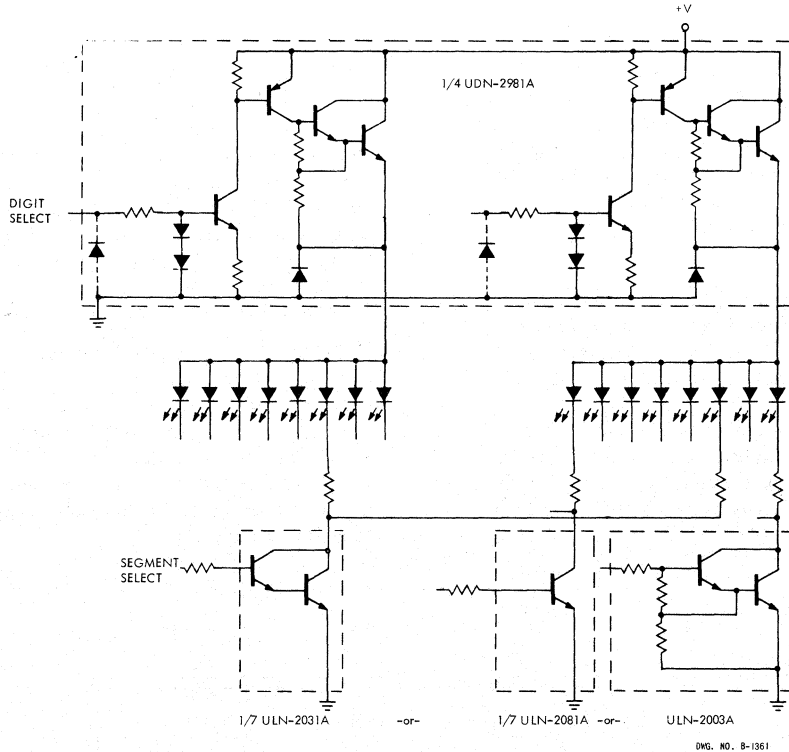 +V
1/4 UDN-2981A
DIGIT
SELECT
SEGMENT
SELECT
1/7 ULN-2031A
-or-
1/7 ULN-2081A
-or-
ULN-2003A
DWG. NO. B-1361